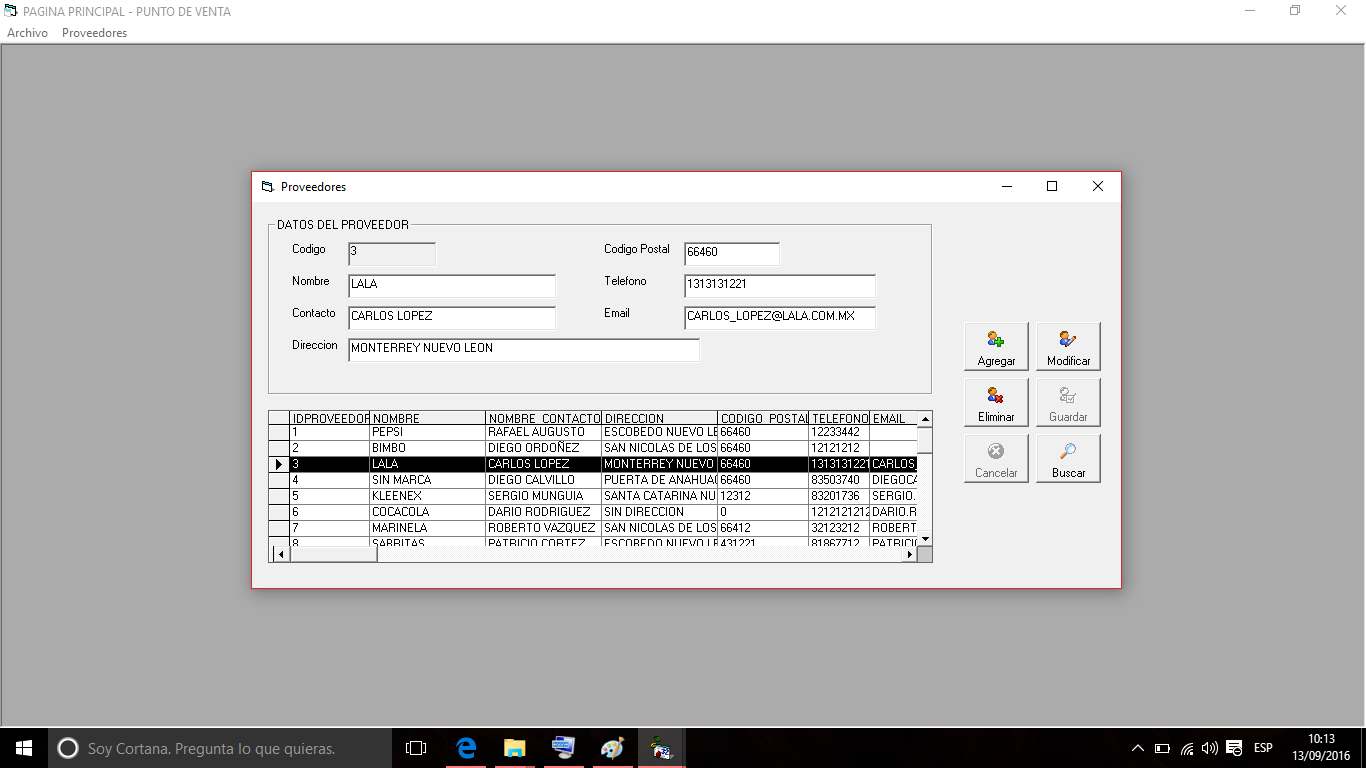 PAGINA PRINCIPAL - PUNTO DE VENTA
Archivo Proveedores
Proveedores
DATOS DEL PROVEEDOR
Codigo 3 Codigo Postal 66460
Nombre LALA Telefono 1313131221
Contacto CARLOS LOPEZ Email CARLOS_LOPEZ@LALA.COM.MX
Direccion MONTERREY NUEVO LEON
Agregar Modificar
Eliminar Guardar
Cancelar Buscar
IDPROVEEDOR NOMBRE NOMBRE_CONTACTO DIRECCION CODIGO_POSTAL TELEFONO EMAIL
1 PEPSI RAFAEL AUGUSTO ESCOBEDO NUEVO LE 66460 12233442
2 BIMBO DIEGO ORDOÑEZ SAN NICOLAS DE LOS 66460 12121212
3 LALA CARLOS LOPEZ MONTERREY NUEVO 66460 1313131221 CARLOS_
4 SIN MARCA DIEGO CALVILLO PUERTA DE ANAHUAC 66460 83503740 DIEGOCA
5 KLEENEX SERGIO MUNGUIA SANTA CATARINA NU 12312 83201736 SERGIO.
6 COCACOLA DARIO RODRIGUEZ SIN DIRECCION 0 1212121212 DARIO.R
7 MARINELA ROBERTO VAZQUEZ SAN NICOLAS DE LOS 66412 32123212 ROBERT
8 SABRITAS PATRICIO CORTEZ ESCOBEDO NUEVO LE 431221 81867712 PATRICI
Soy Cortana. Pregunta lo que quieras.
ESP
10:13
13/09/2016